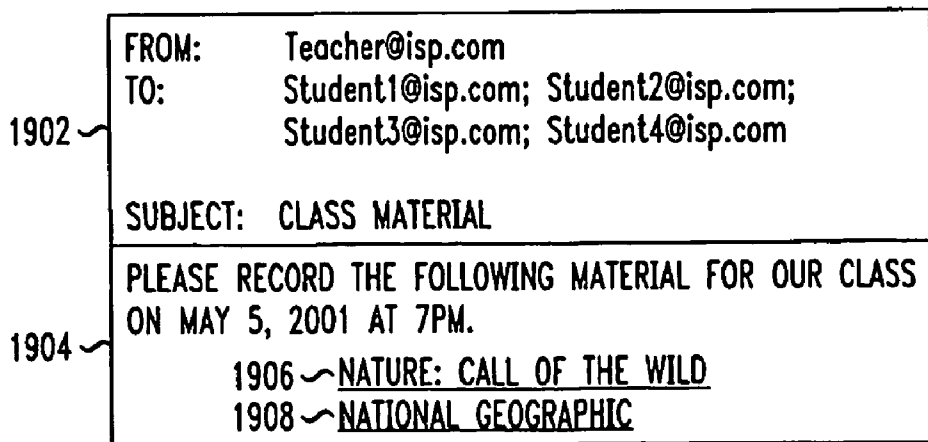 FROM: Teacher@isp.com
TO: Student1@isp.com; Student2@isp.com;
1902 Student3@isp.com; Student4@isp.com
SUBJECT: CLASS MATERIAL
PLEASE RECORD THE FOLLOWING MATERIAL FOR OUR CLASS
ON MAY 5, 2001 AT 7PM.
1904
1906 NATURE: CALL OF THE WILD
1908 NATIONAL GEOGRAPHIC